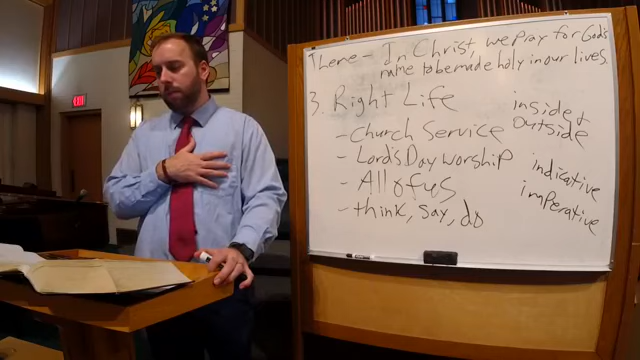 Theme - In Christ, we pray for God's
name to be made holy in our lives.
3. Right Life
inside +
outside
- Church Service
- Lord's Day worship
indicative
- All of us
imperative
- think, say, do
EXIT